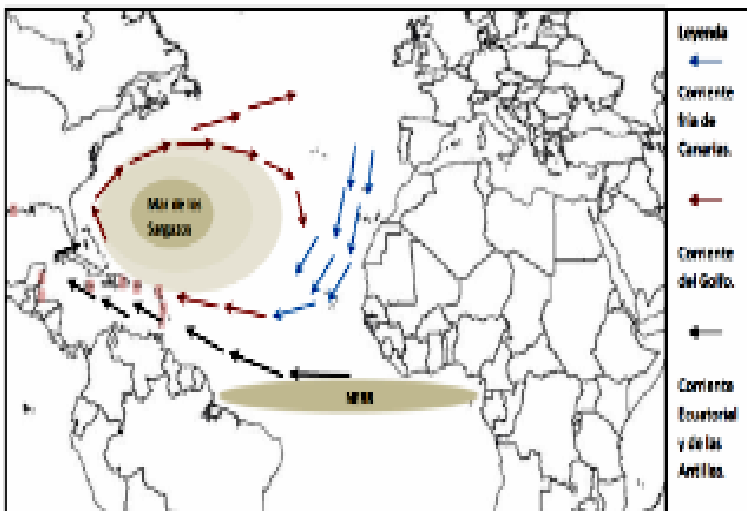 Mar de los
Sargazos
Leyenda
Corriente
fría de
Canarias.
Corriente
del Golfo.
Corriente
Ecuatorial
y de las
Antillas.